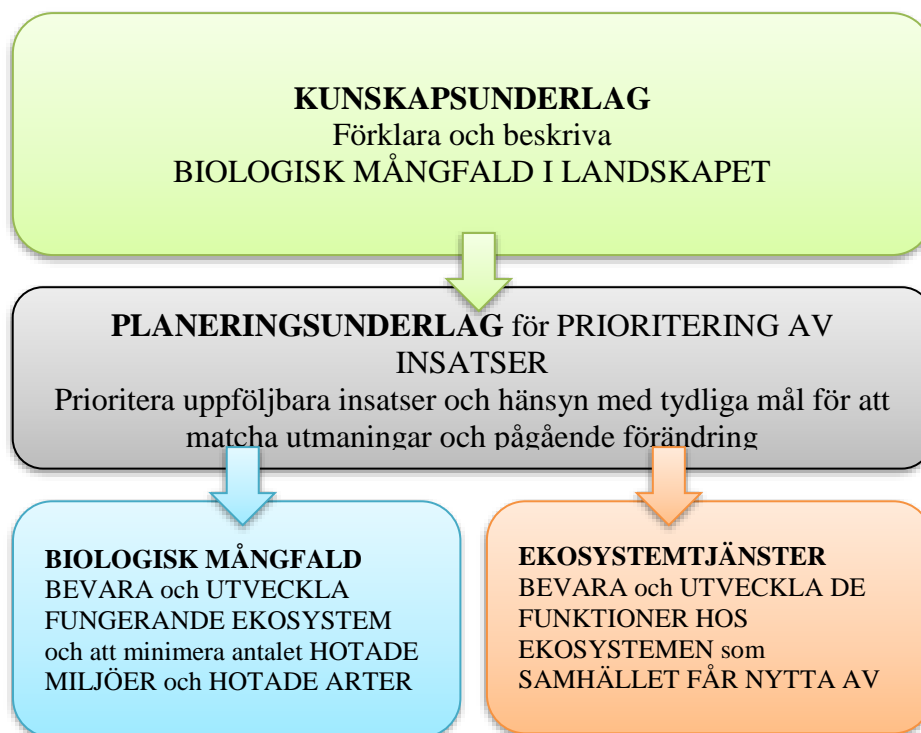 KUNSKAPSUNDERLAG
Förklara och beskriva
BIOLOGISK MÅNGFALD I LANDSKAPET
PLANERINGSUNDERLAG för PRIORITERING AV
INSATSER
Prioritera uppföljbara insatser och hänsyn med tydliga mål för att
matcha utmaningar och pågående förändring
BIOLOGISK MÅNGFALD
BEVARA och UTVECKLA
FUNGERANDE EKOSYSTEM
och att minimera antalet HOTADE
MILJÖER och HOTADE ARTER
EKOSYSTEMTJÄNSTER
BEVARA och UTVECKLA DE
FUNKTIONER HOS
EKOSYSTEMEN som
SAMHÄLLET FÅR NYTTA AV